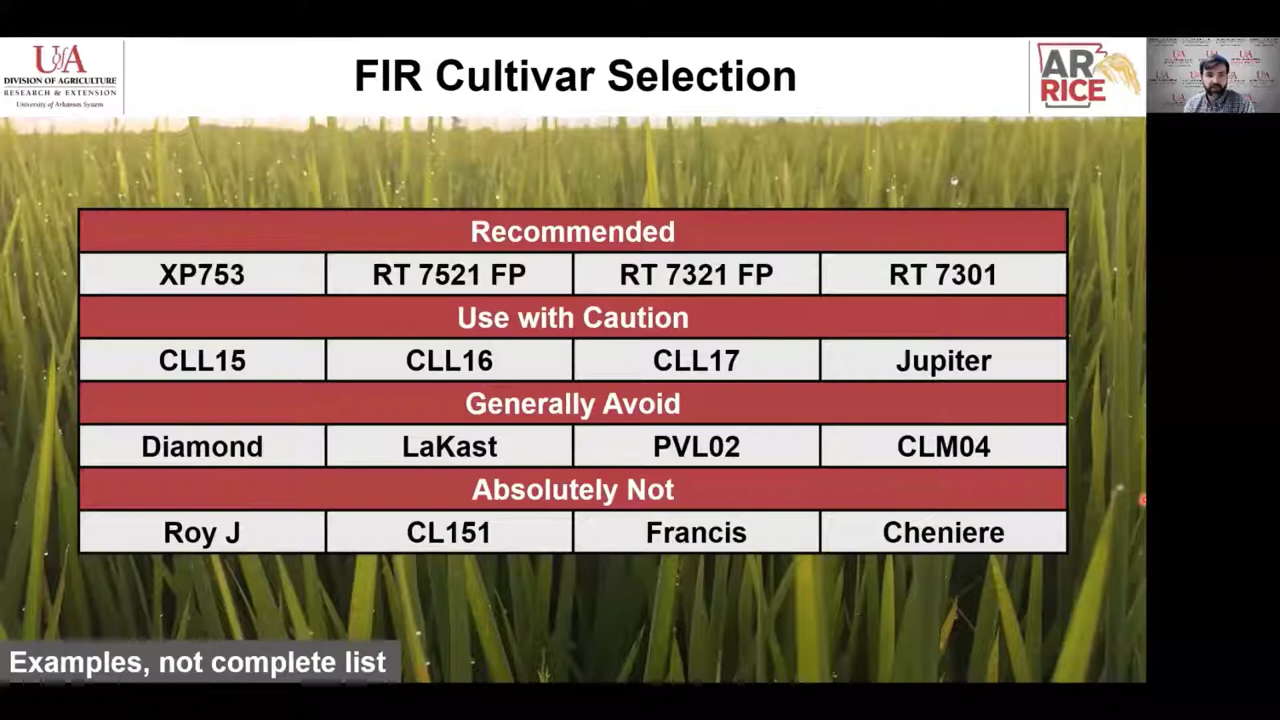 UofA
DIVISION OF AGRICULTURE
RESEARCH & EXTENSION
University of Arkansas System
FIR Cultivar Selection
AR
RICE
Recommended
XP753 RT 7521 FP RT 7321 FP RT 7301
Use with Caution
CLL15 CLL16 CLL17 Jupiter
Generally Avoid
Diamond LaKast PVL02 CLM04
Absolutely Not
Roy J CL151 Francis Cheniere
Examples, not complete list